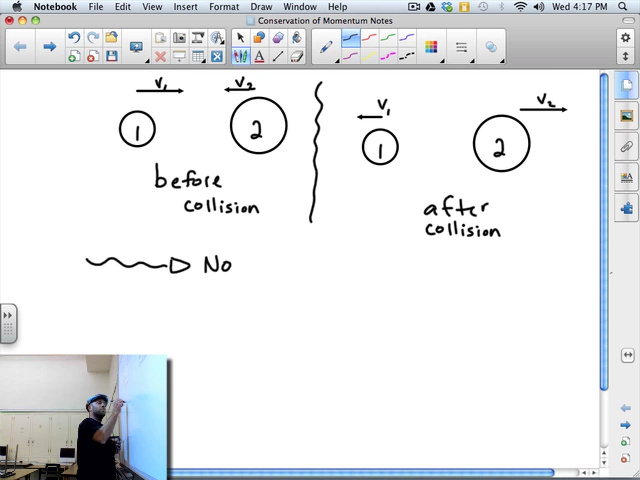 Notebook
File
Edit
View
Insert
Format
Tools
Window
Help
Wed 4:17 PM
Conservation of Momentum Notes
V₁
V₂
1
2
before
collision
V₁
V₂
1
2
after
collision
No